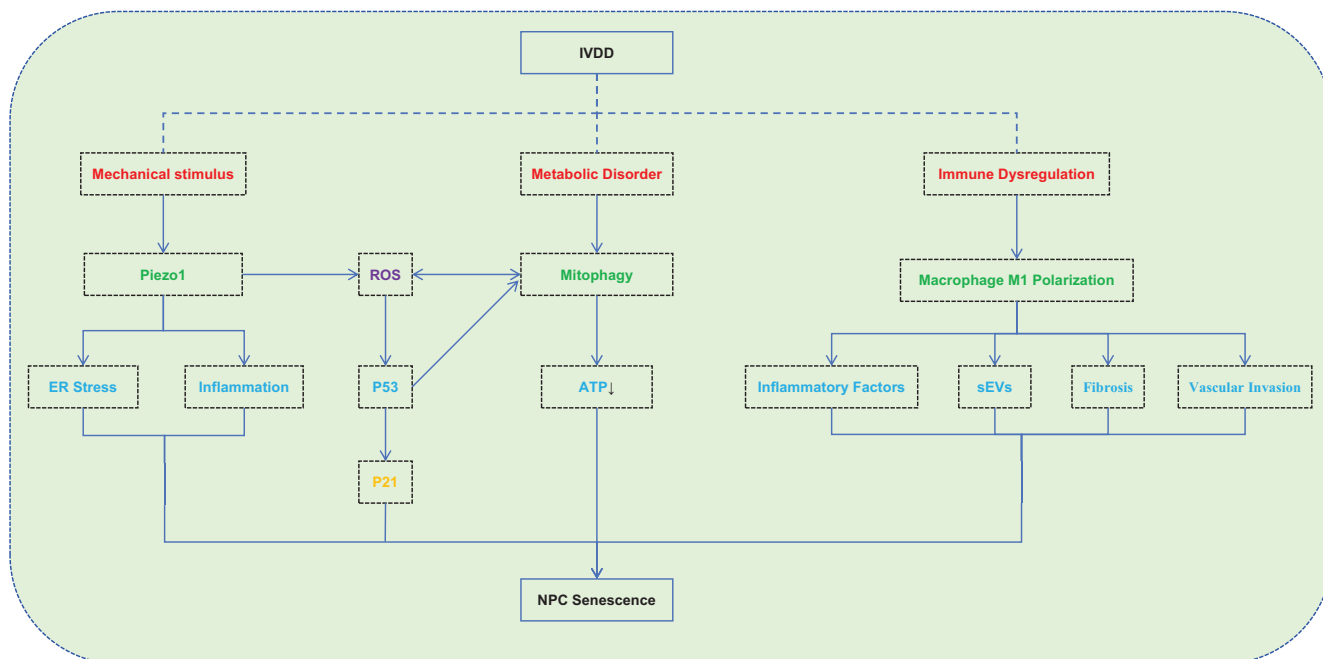 IVDD
Mechanical stimulus
Metabolic Disorder
Immune Dysregulation
Piezo1
ROS
Mitophagy
Macrophage M1 Polarization
ER Stress
Inflammation
P53
ATP↓
Inflammatory Factors
sEVs
Fibrosis
Vascular Invasion
P21
NPC Senescence